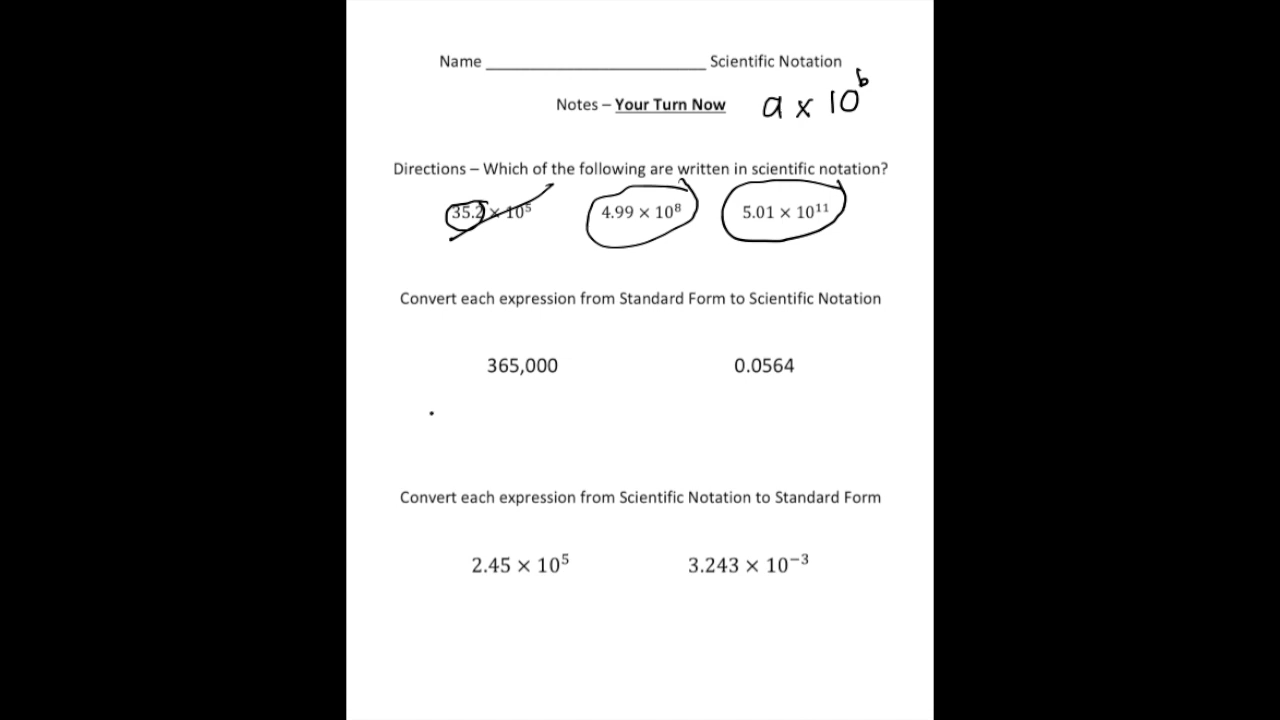 Name __________________________ Scientific Notation
Notes – Your Turn Now
a x 10^b
Directions – Which of the following are written in scientific notation?
35.2 × 10⁵ 4.99 × 10⁸ 5.01 × 10¹¹
Convert each expression from Standard Form to Scientific Notation
365,000 0.0564
Convert each expression from Scientific Notation to Standard Form
2.45 × 10⁵ 3.243 × 10⁻³